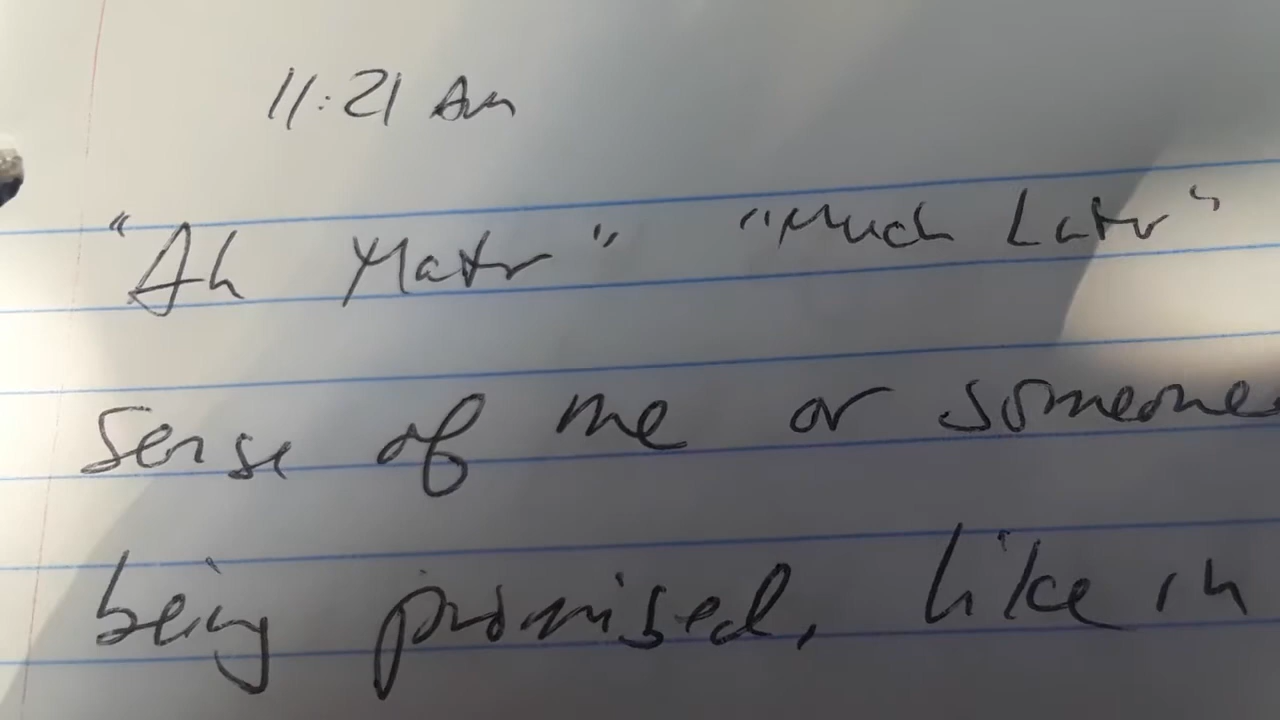 11:21 Am
"Ah Mater" "Much Later"
Sense of me or someone
being promised, like in